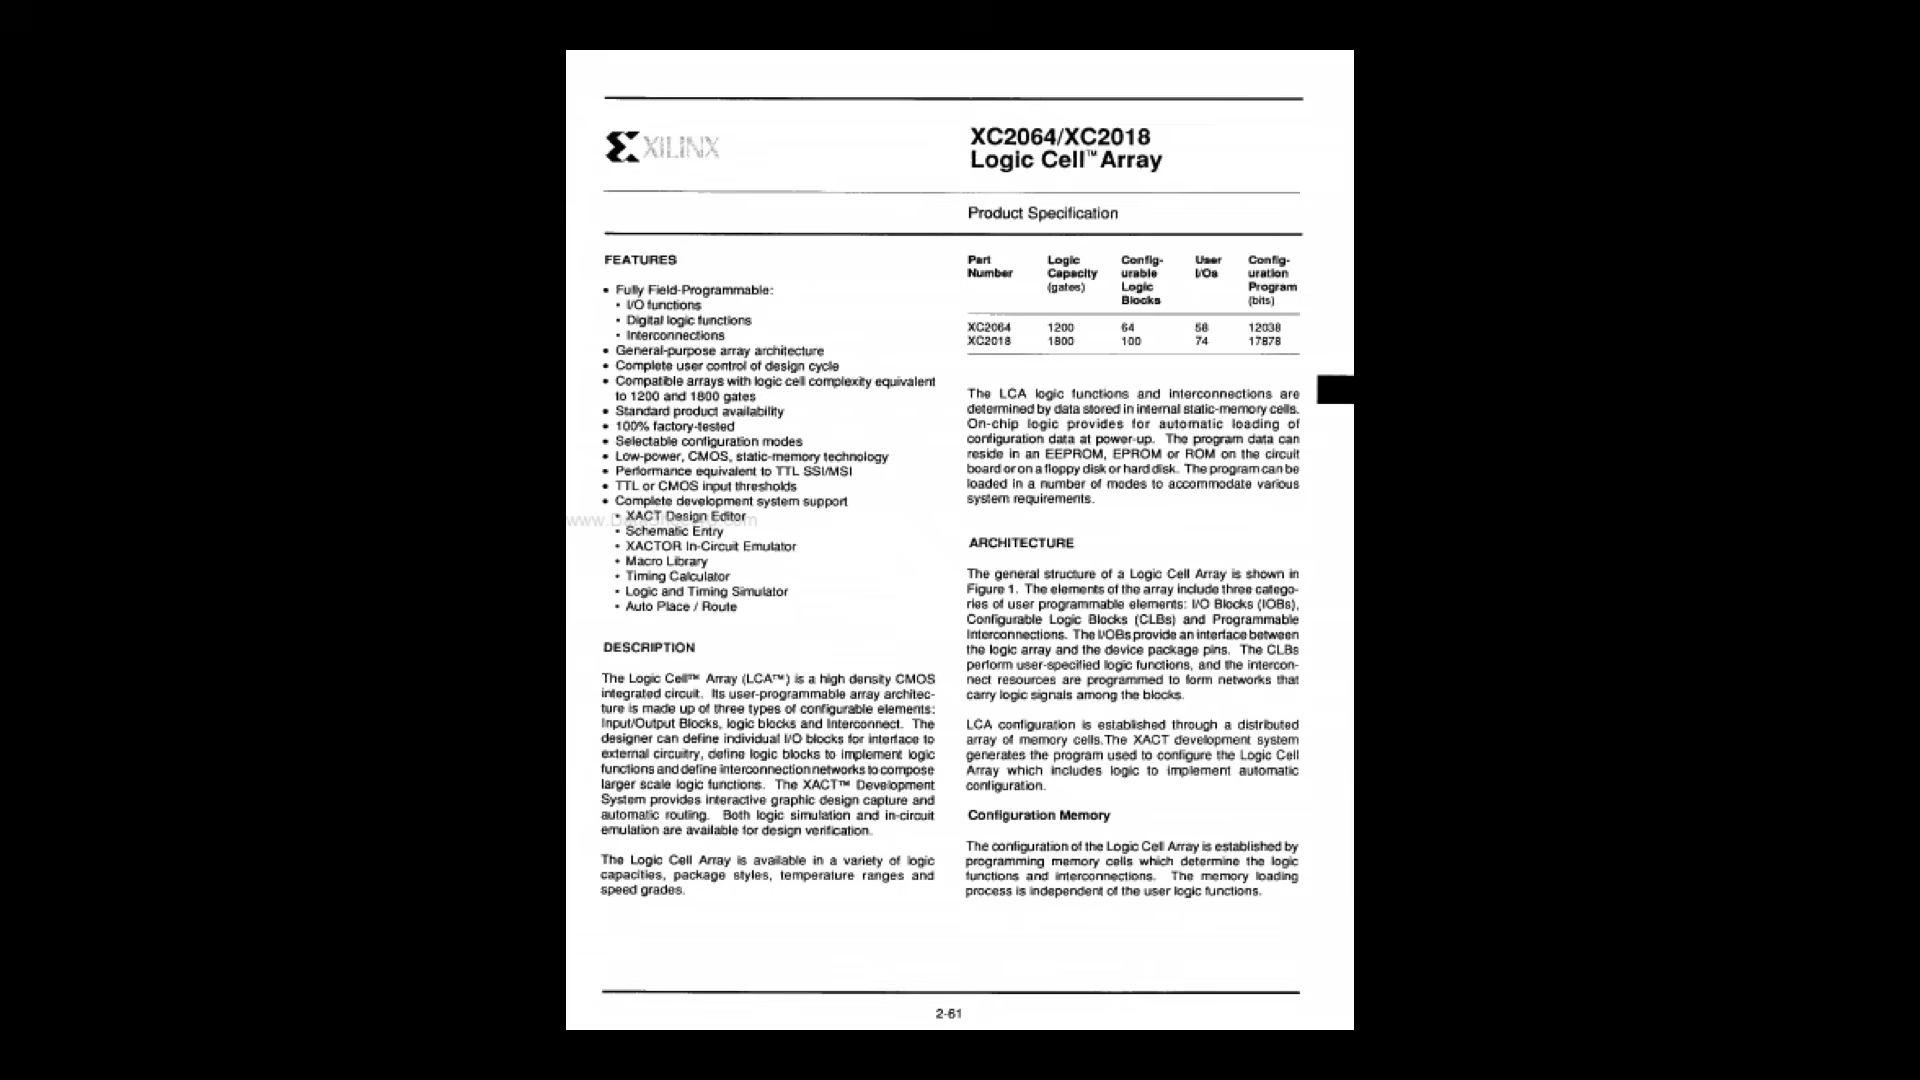 XILINX
XC2064/XC2018
Logic Cell™ Array
Product Specification
FEATURES
• Fully Field-Programmable:
• I/O functions
• Digital logic functions
• Interconnections
• General-purpose array architecture
• Complete user control of design cycle
• Compatible arrays with logic cell complexity equivalent
to 1200 and 1800 gates
• Standard product availability
• 100% factory-tested
• Selectable configuration modes
• Low-power, CMOS, static-memory technology
• Performance equivalent to TTL SSI/MSI
• TTL or CMOS input thresholds
• Complete development system support
• XACT Design Editor
• Schematic Entry
• XACTOR In-Circuit Emulator
• Macro Library
• Timing Calculator
• Logic and Timing Simulator
• Auto Place / Route
DESCRIPTION
The Logic Cell™ Array (LCA™) is a high density CMOS
integrated circuit. Its user-programmable array architec-
ture is made up of three types of configurable elements:
Input/Output Blocks, logic blocks and Interconnect. The
designer can define individual I/O blocks for interface to
external circuitry, define logic blocks to implement logic
functions and define interconnection networks to compose
larger scale logic functions. The XACT™ Development
System provides interactive graphic design capture and
automatic routing. Both logic simulation and in-circuit
emulation are available for design verification.
The Logic Cell Array is available in a variety of logic
capacities, package styles, temperature ranges and
speed grades.
Part Logic Config- User Config-
Number Capacity urable I/Os uration
(gates) Logic Program
Blocks (bits)
XC2064 1200 64 58 12038
XC2018 1800 100 74 17878
The LCA logic functions and interconnections are
determined by data stored in internal static-memory cells.
On-chip logic provides for automatic loading of
configuration data at power-up. The program data can
reside in an EEPROM, EPROM or ROM on the circuit
board or on a floppy disk or hard disk. The program can be
loaded in a number of modes to accommodate various
system requirements.
ARCHITECTURE
The general structure of a Logic Cell Array is shown in
Figure 1. The elements of the array include three catego-
ries of user programmable elements: I/O Blocks (IOBs),
Configurable Logic Blocks (CLBs) and Programmable
Interconnections. The I/OBs provide an interface between
the logic array and the device package pins. The CLBs
perform user-specified logic functions, and the intercon-
nect resources are programmed to form networks that
carry logic signals among the blocks.
LCA configuration is established through a distributed
array of memory cells.The XACT development system
generates the program used to configure the Logic Cell
Array which includes logic to implement automatic
configuration.
Configuration Memory
The configuration of the Logic Cell Array is established by
programming memory cells which determine the logic
functions and interconnections. The memory loading
process is independent of the user logic functions.
2-61